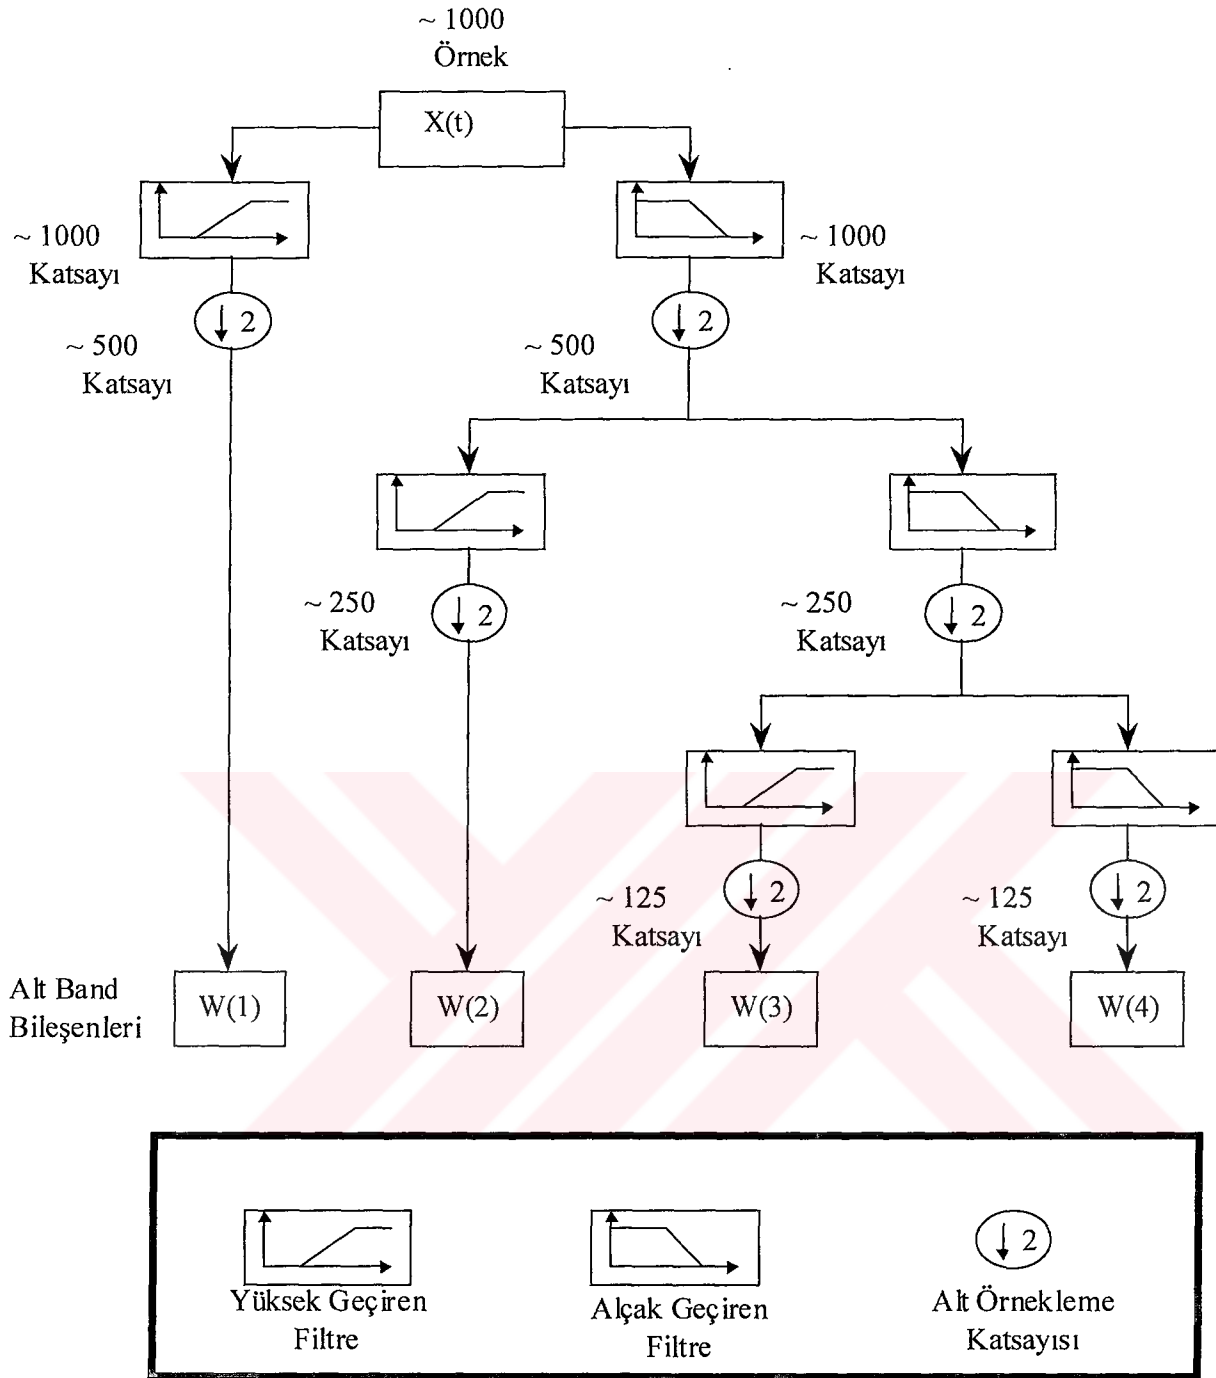 ~ 1000
Örnek
X(t)
~ 1000
Katsayı
~ 1000
Katsayı
↓ 2
↓ 2
~ 500
Katsayı
~ 500
Katsayı
~ 250
Katsayı
↓ 2
~ 250
Katsayı
↓ 2
~ 125
Katsayı
↓ 2
~ 125
Katsayı
↓ 2
Alt Band
Bileşenleri
W(1)
W(2)
W(3)
W(4)
Yüksek Geçiren
Filtre
Alçak Geçiren
Filtre
↓ 2
Alt Örnekleme
Katsayısı